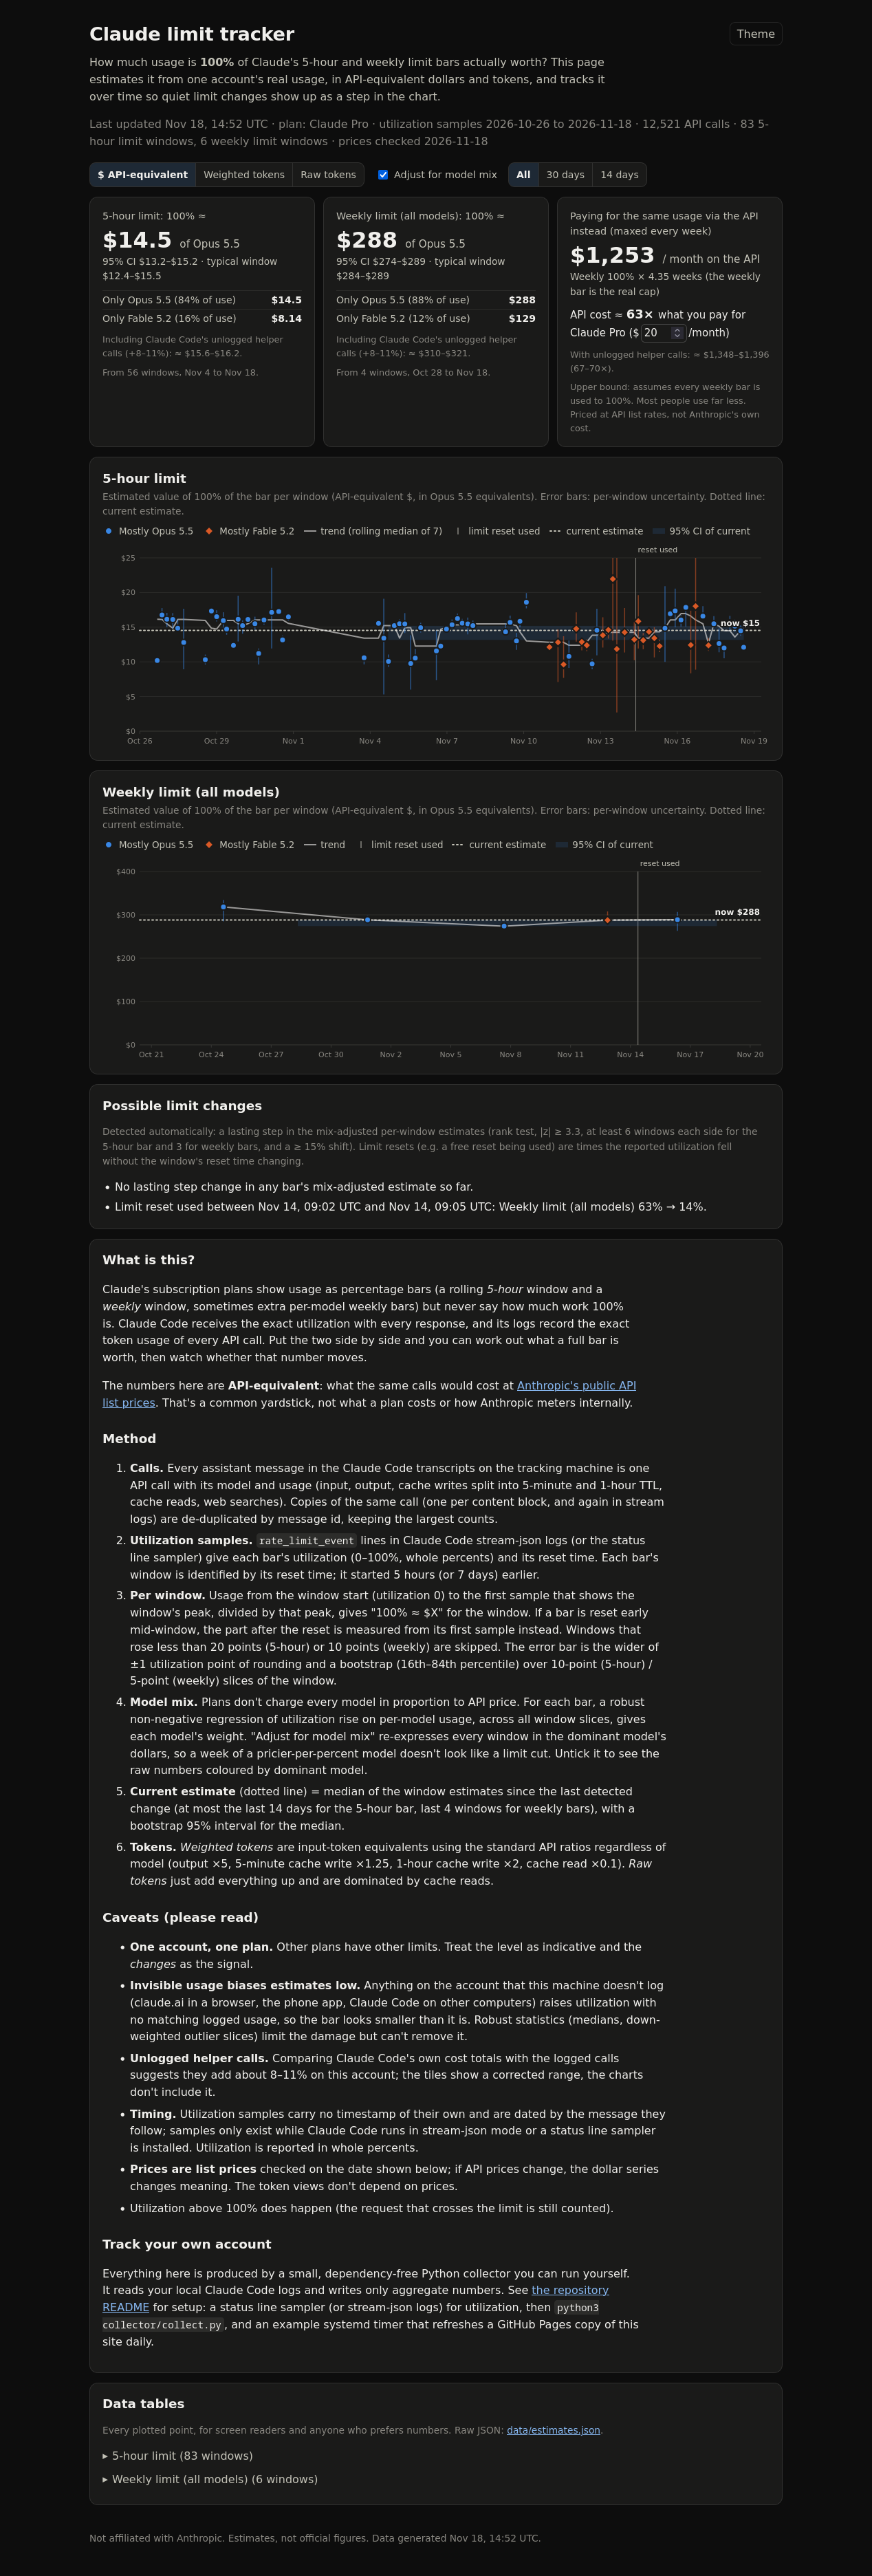 Claude limit tracker
Theme
How much usage is 100% of Claude's 5-hour and weekly limit bars actually worth? This page
estimates it from one account's real usage, in API-equivalent dollars and tokens, and tracks it
over time so quiet limit changes show up as a step in the chart.
Last updated Nov 18, 14:52 UTC · plan: Claude Pro · utilization samples 2026-10-26 to 2026-11-18 · 12,521 API calls · 83 5-
hour limit windows, 6 weekly limit windows · prices checked 2026-11-18
$ API-equivalent
Weighted tokens
Raw tokens
Adjust for model mix
All
30 days
14 days
5-hour limit: 100% ≈
$14.5 of Opus 5.5
95% CI $13.2–$15.2 · typical window
$12.4–$15.5
Only Opus 5.5 (84% of use) $14.5
Only Fable 5.2 (16% of use) $8.14
Including Claude Code's unlogged helper
calls (+8–11%): ≈ $15.6–$16.2.
From 56 windows, Nov 4 to Nov 18.
Weekly limit (all models): 100% ≈
$288 of Opus 5.5
95% CI $274–$289 · typical window
$284–$289
Only Opus 5.5 (88% of use) $288
Only Fable 5.2 (12% of use) $129
Including Claude Code's unlogged helper
calls (+8–11%): ≈ $310–$321.
From 4 windows, Oct 28 to Nov 18.
Paying for the same usage via the API
instead (maxed every week)
$1,253 / month on the API
Weekly 100% × 4.35 weeks (the weekly
bar is the real cap)
API cost ≈ 63× what you pay for
Claude Pro ($ 20 /month)
With unlogged helper calls: ≈ $1,348–$1,396
(67–70×).
Upper bound: assumes every weekly bar is
used to 100%. Most people use far less.
Priced at API list rates, not Anthropic's own
cost.
5-hour limit
Estimated value of 100% of the bar per window (API-equivalent $, in Opus 5.5 equivalents). Error bars: per-window uncertainty. Dotted line:
current estimate.
Mostly Opus 5.5
Mostly Fable 5.2
trend (rolling median of 7)
limit reset used
current estimate
95% CI of current
reset used
$25
$20
$15
now $15
$10
$5
$0
Oct 26
Oct 29
Nov 1
Nov 4
Nov 7
Nov 10
Nov 13
Nov 16
Nov 19
Weekly limit (all models)
Estimated value of 100% of the bar per window (API-equivalent $, in Opus 5.5 equivalents). Error bars: per-window uncertainty. Dotted line:
current estimate.
Mostly Opus 5.5
Mostly Fable 5.2
trend
limit reset used
current estimate
95% CI of current
reset used
$400
$300
now $288
$200
$100
$0
Oct 21
Oct 24
Oct 27
Oct 30
Nov 2
Nov 5
Nov 8
Nov 11
Nov 14
Nov 17
Nov 20
Possible limit changes
Detected automatically: a lasting step in the mix-adjusted per-window estimates (rank test, |z| ≥ 3.3, at least 6 windows each side for the
5-hour bar and 3 for weekly bars, and a ≥ 15% shift). Limit resets (e.g. a free reset being used) are times the reported utilization fell
without the window's reset time changing.
• No lasting step change in any bar's mix-adjusted estimate so far.
• Limit reset used between Nov 14, 09:02 UTC and Nov 14, 09:05 UTC: Weekly limit (all models) 63% → 14%.
What is this?
Claude's subscription plans show usage as percentage bars (a rolling 5-hour window and a
weekly window, sometimes extra per-model weekly bars) but never say how much work 100%
is. Claude Code receives the exact utilization with every response, and its logs record the exact
token usage of every API call. Put the two side by side and you can work out what a full bar is
worth, then watch whether that number moves.
The numbers here are API-equivalent: what the same calls would cost at Anthropic's public API
list prices. That's a common yardstick, not what a plan costs or how Anthropic meters internally.
Method
1. Calls. Every assistant message in the Claude Code transcripts on the tracking machine is one
API call with its model and usage (input, output, cache writes split into 5-minute and 1-hour TTL,
cache reads, web searches). Copies of the same call (one per content block, and again in stream
logs) are de-duplicated by message id, keeping the largest counts.
2. Utilization samples. rate_limit_event lines in Claude Code stream-json logs (or the status
line sampler) give each bar's utilization (0–100%, whole percents) and its reset time. Each bar's
window is identified by its reset time; it started 5 hours (or 7 days) earlier.
3. Per window. Usage from the window start (utilization 0) to the first sample that shows the
window's peak, divided by that peak, gives "100% ≈ $X" for the window. If a bar is reset early
mid-window, the part after the reset is measured from its first sample instead. Windows that
rose less than 20 points (5-hour) or 10 points (weekly) are skipped. The error bar is the wider of
±1 utilization point of rounding and a bootstrap (16th–84th percentile) over 10-point (5-hour) /
5-point (weekly) slices of the window.
4. Model mix. Plans don't charge every model in proportion to API price. For each bar, a robust
non-negative regression of utilization rise on per-model usage, across all window slices, gives
each model's weight. "Adjust for model mix" re-expresses every window in the dominant model's
dollars, so a week of a pricier-per-percent model doesn't look like a limit cut. Untick it to see the
raw numbers coloured by dominant model.
5. Current estimate (dotted line) = median of the window estimates since the last detected
change (at most the last 14 days for the 5-hour bar, last 4 windows for weekly bars), with a
bootstrap 95% interval for the median.
6. Tokens. Weighted tokens are input-token equivalents using the standard API ratios regardless of
model (output ×5, 5-minute cache write ×1.25, 1-hour cache write ×2, cache read ×0.1). Raw
tokens just add everything up and are dominated by cache reads.
Caveats (please read)
• One account, one plan. Other plans have other limits. Treat the level as indicative and the
changes as the signal.
• Invisible usage biases estimates low. Anything on the account that this machine doesn't log
(claude.ai in a browser, the phone app, Claude Code on other computers) raises utilization with
no matching logged usage, so the bar looks smaller than it is. Robust statistics (medians, down-
weighted outlier slices) limit the damage but can't remove it.
• Unlogged helper calls. Comparing Claude Code's own cost totals with the logged calls
suggests they add about 8–11% on this account; the tiles show a corrected range, the charts
don't include it.
• Timing. Utilization samples carry no timestamp of their own and are dated by the message they
follow; samples only exist while Claude Code runs in stream-json mode or a status line sampler
is installed. Utilization is reported in whole percents.
• Prices are list prices checked on the date shown below; if API prices change, the dollar series
changes meaning. The token views don't depend on prices.
• Utilization above 100% does happen (the request that crosses the limit is still counted).
Track your own account
Everything here is produced by a small, dependency-free Python collector you can run yourself.
It reads your local Claude Code logs and writes only aggregate numbers. See the repository
README for setup: a status line sampler (or stream-json logs) for utilization, then python3
collector/collect.py, and an example systemd timer that refreshes a GitHub Pages copy of this
site daily.
Data tables
Every plotted point, for screen readers and anyone who prefers numbers. Raw JSON: data/estimates.json.
▸ 5-hour limit (83 windows)
▸ Weekly limit (all models) (6 windows)
Not affiliated with Anthropic. Estimates, not official figures. Data generated Nov 18, 14:52 UTC.